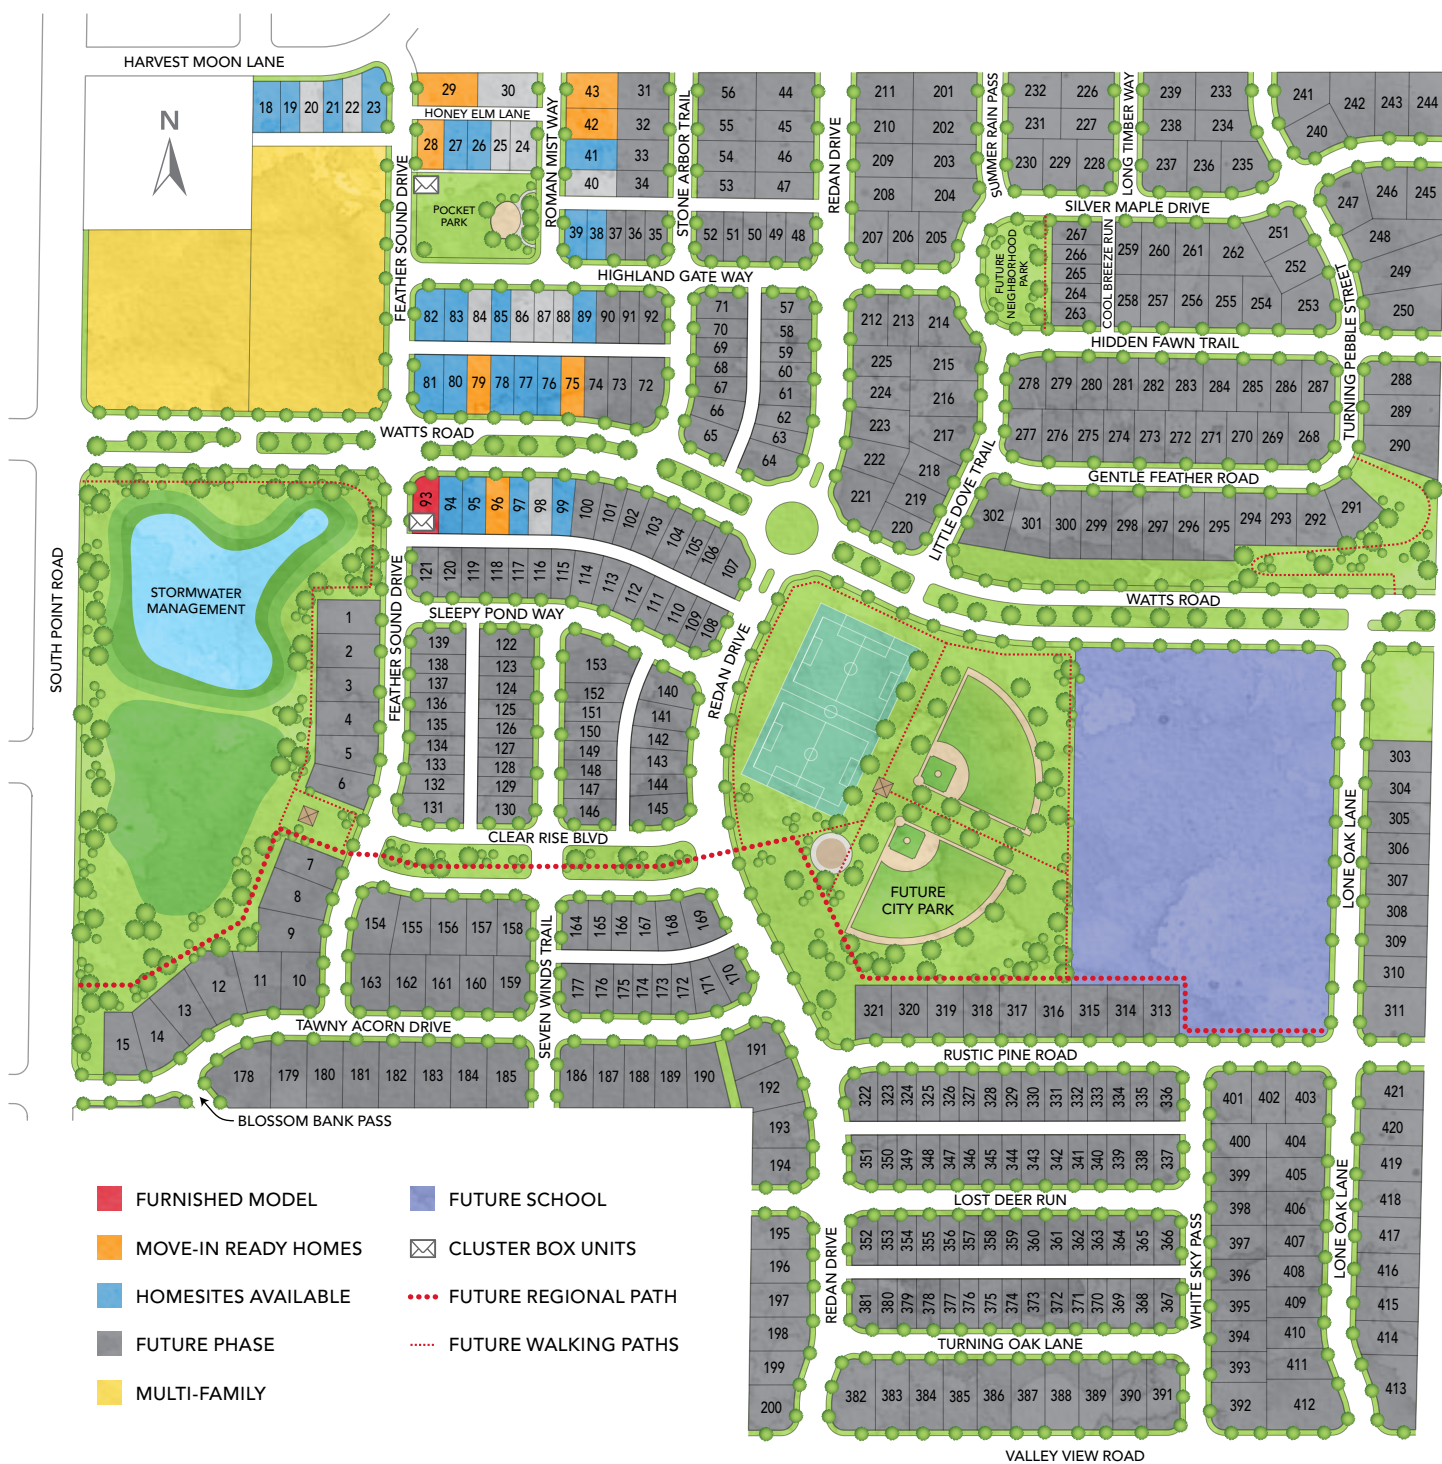 HARVEST MOON LANE
18 19 20 21 22 23
N
29 30
HONEY ELM LANE
28 27 26 25 24
POCKET
PARK
FEATHER SOUND DRIVE
ROMAN MIST WAY
43 31
42 32
41 33
40 34
39 38 37 36 35
STONE ARBOR TRAIL
56 44
55 45
54 46
53 47
52 51 50 49 48
REDAN DRIVE
211 201
210 202
209 203
208 204
207 206 205
SUMMER RAIN PASS
232 226
231 227
230 229 228
LONG TIMBER WAY
239 233
238 234
237 236 235
241 242 243 244
240
SILVER MAPLE DRIVE
247 246 245
248
249
250
FUTURE
NEIGHBORHOOD
PARK
267
266
265
264
263
COOL BREEZE RUN
259 260 261 262 251
252
258 257 256 255 254 253
TURNING PEBBLE STREET
HIGHLAND GATE WAY
82 83 84 85 86 87 88 89 90 91 92
81 80 79 78 77 76 75 74 73 72
71
70
69
68
67
66
65
57
58
59
60
61
62
63
64
212 213 214
225 215
224 216
223 217
222 218
221 219
220
HIDDEN FAWN TRAIL
278 279 280 281 282 283 284 285 286 287
277 276 275 274 273 272 271 270 269 268
288
289
290
WATTS ROAD
GENTLE FEATHER ROAD
LITTLE DOVE TRAIL
302 301 300 299 298 297 296 295 294 293 292 291
93 94 95 96 97 98 99 100 101 102 103 104 105 106 107
121 120 119 118 117 116 115 114 113 112 111 110 109 108
SOUTH POINT ROAD
STORMWATER
MANAGEMENT
FEATHER SOUND DRIVE
1
2
3
4
5
6
SLEEPY POND WAY
WATTS ROAD
REDAN DRIVE
139
138
137
136
135
134
133
132
131
122
123
124
125
126
127
128
129
130
153
152
151
150
149
148
147
146
140
141
142
143
144
145
CLEAR RISE BLVD
FUTURE
CITY PARK
303
304
305
306
307
308
309
310
311
LONE OAK LANE
7
8
9
10
11
12
13
14
15
154 155 156 157 158
163 162 161 160 159
SEVEN WINDS TRAIL
164 165 166 167 168 169
177 176 175 174 173 172 171 170
321 320 319 318 317 316 315 314 313
TAWNY ACORN DRIVE
RUSTIC PINE ROAD
178 179 180 181 182 183 184 185
186 187 188 189 190 191
192
193
194
BLOSSOM BANK PASS
322 323 324 325 326 327 328 329 330 331 332 333 334 335 336
351 350 349 348 347 346 345 344 343 342 341 340 339 338 337
LOST DEER RUN
401 402 403
400 404
399 405
398 406
397 407
396 408
395 409
394 410
393 411
392 412
421
420
419
418
417
416
415
414
413
LONE OAK LANE
WHITE SKY PASS
195
196
197
198
199
200
REDAN DRIVE
352 353 354 355 356 357 358 359 360 361 362 363 364 365 366
381 380 379 378 377 376 375 374 373 372 371 370 369 368 367
TURNING OAK LANE
382 383 384 385 386 387 388 389 390 391
VALLEY VIEW ROAD
FURNISHED MODEL
MOVE-IN READY HOMES
HOMESITES AVAILABLE
FUTURE PHASE
MULTI-FAMILY
FUTURE SCHOOL
CLUSTER BOX UNITS
FUTURE REGIONAL PATH
FUTURE WALKING PATHS